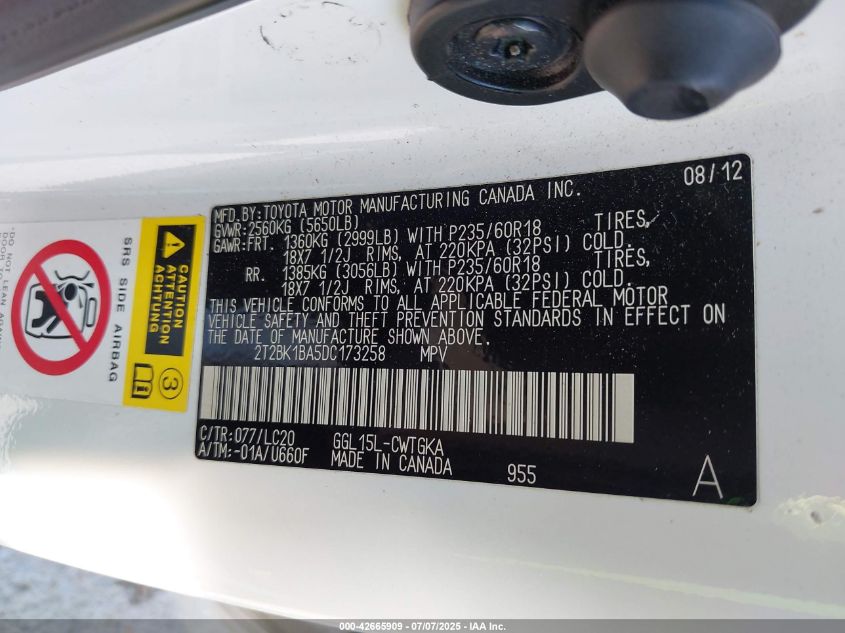 08/12
MFD.BY:TOYOTA MOTOR MANUFACTURING CANADA INC.
GVWR:2560KG (5650LB)
GAWR:FRT. 1360KG (2999LB) WITH P235/60R18 TIRES,
18X7 1/2J RIMS, AT 220KPA (32PSI) COLD.
RR. 1385KG (3056LB) WITH P235/60R18 TIRES,
18X7 1/2J RIMS, AT 220KPA (32PSI) COLD.
THIS VEHICLE CONFORMS TO ALL APPLICABLE FEDERAL MOTOR
VEHICLE SAFETY AND THEFT PREVENTION STANDARDS IN EFFECT ON
THE DATE OF MANUFACTURE SHOWN ABOVE.
2T2BK1BA5DC173258 MPV
C/TR:077/LC20 GGL15L-CWTGKA
A/TM:-01A/U660F MADE IN CANADA 955 A
SRS SIDE AIRBAG
CAUTION
ATTENTION
ACHTUNG
3
000-42665909 / 07/07/2025 - IAA Inc.